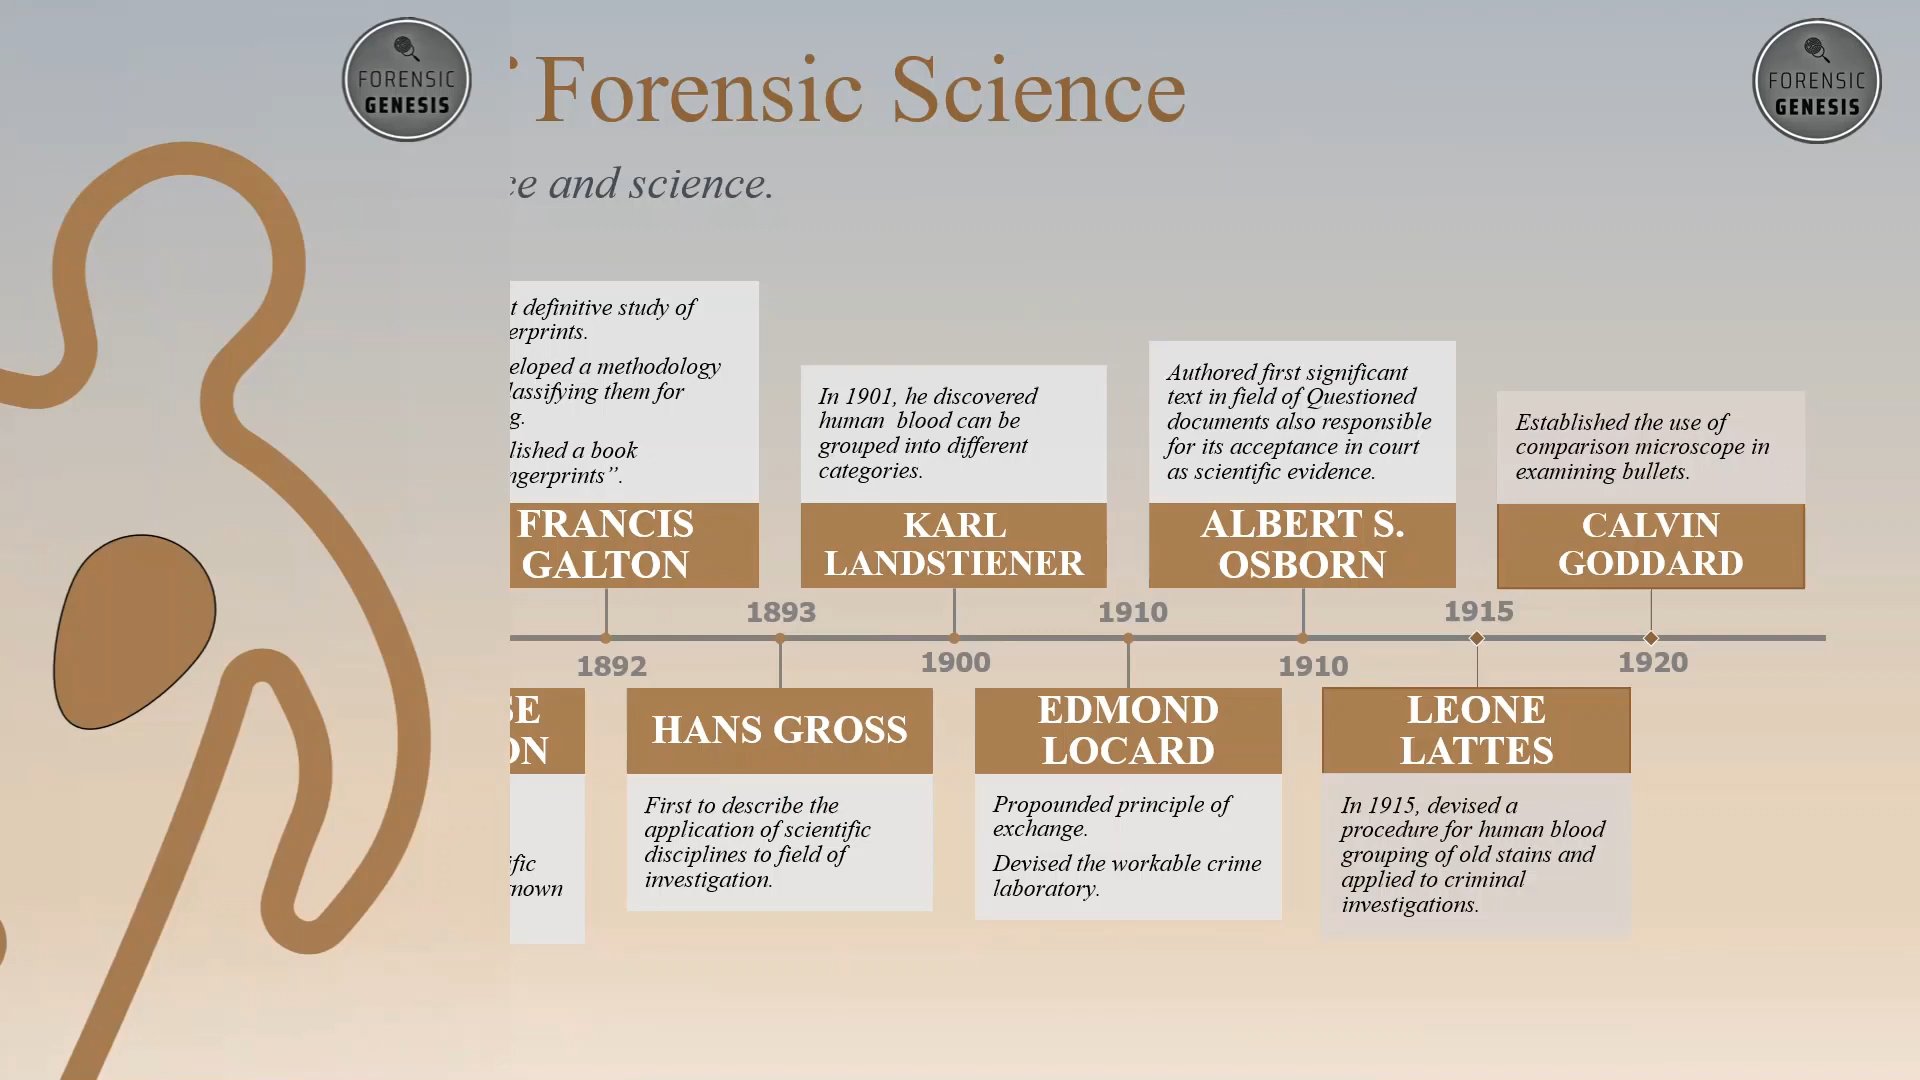 FORENSIC
GENESIS
Forensic Science
and science.
FORENSIC
GENESIS
definitive study of
a methodology
them for
a book
FRANCIS
GALTON
In 1901, he discovered
human blood can be
grouped into different
categories.
KARL
LANDSTIENER
Authored first significant
text in field of Questioned
documents also responsible
for its acceptance in court
as scientific evidence.
ALBERT S.
OSBORN
Established the use of
comparison microscope in
examining bullets.
CALVIN
GODDARD
1893
1910
1915
1892
1900
1910
1920
HANS GROSS
First to describe the
application of scientific
disciplines to field of
investigation.
EDMOND
LOCARD
Propounded principle of
exchange.
Devised the workable crime
laboratory.
LEONE
LATTES
In 1915, devised a
procedure for human blood
grouping of old stains and
applied to criminal
investigations.